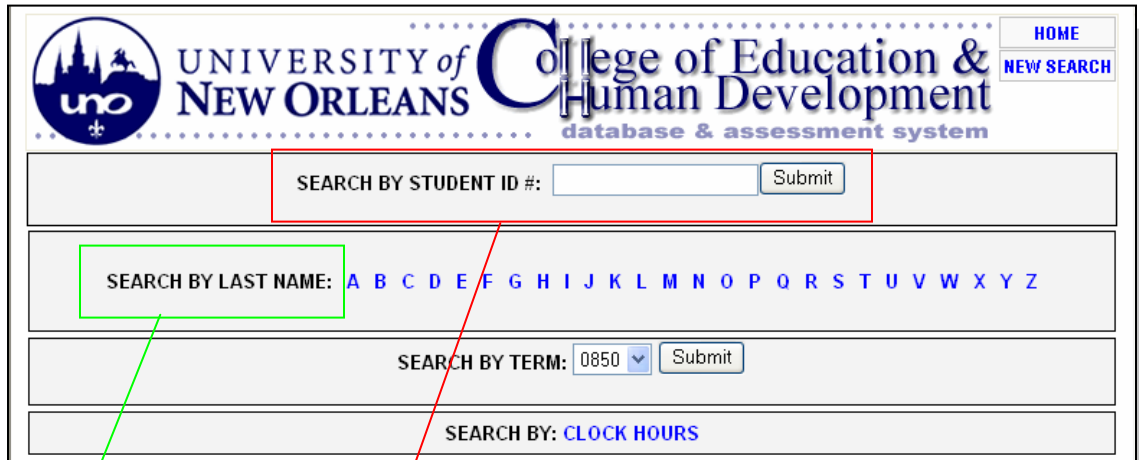 HOME
NEW SEARCH
uno
UNIVERSITY of
NEW ORLEANS
College of Education &
Human Development
database & assessment system
SEARCH BY STUDENT ID #: Submit
SEARCH BY LAST NAME: A B C D E F G H I J K L M N O P Q R S T U V W X Y Z
SEARCH BY TERM: 0850 Submit
SEARCH BY: CLOCK HOURS